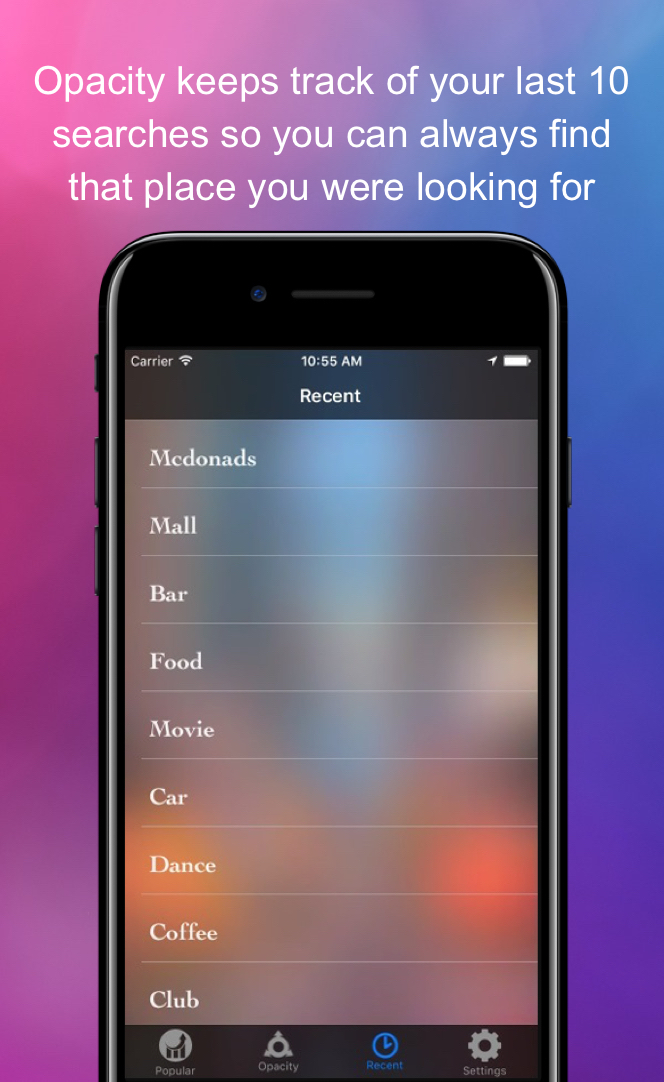 Opacity keeps track of your last 10
searches so you can always find
that place you were looking for
Carrier 10:55 AM
Recent
Mcdonads
Mall
Bar
Food
Movie
Car
Dance
Coffee
Club
Popular Opacity Recent Settings